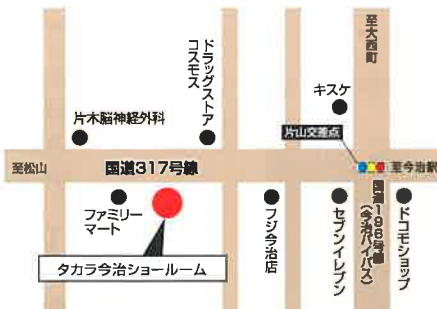 至大西町
ドラッグストア
コスモス
キスケ
片木脳神経外科
片山交差点
至松山
国道317号線
至今治駅
ファミリー
マート
フジ今治店
セブンイレブン
国道196号線
(今治バイパス)
ドコモショップ
タカラ今治ショールーム